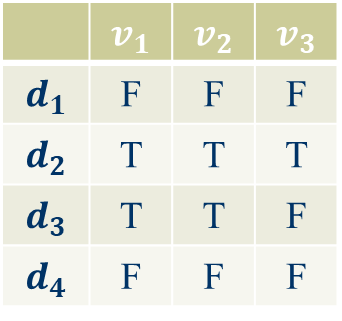 v1 v2 v3
d1 F F F
d2 T T T
d3 T T F
d4 F F F